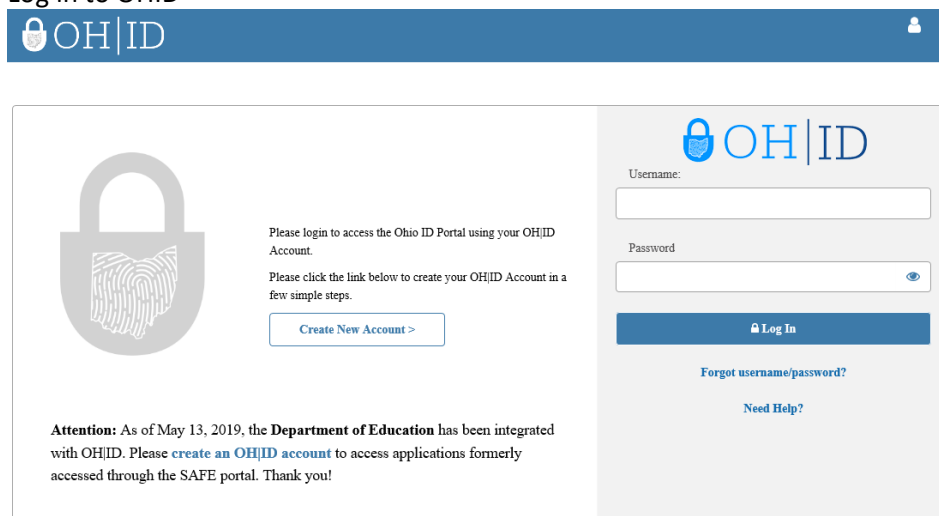 Log in to OHID
OH|ID
OH|ID
Username:
Password
Log In
Forgot username/password?
Need Help?
Please login to access the Ohio ID Portal using your OH|ID
Account.
Please click the link below to create your OH|ID Account in a
few simple steps.
Create New Account >
Attention: As of May 13, 2019, the Department of Education has been integrated
with OH|ID. Please create an OH|ID account to access applications formerly
accessed through the SAFE portal. Thank you!